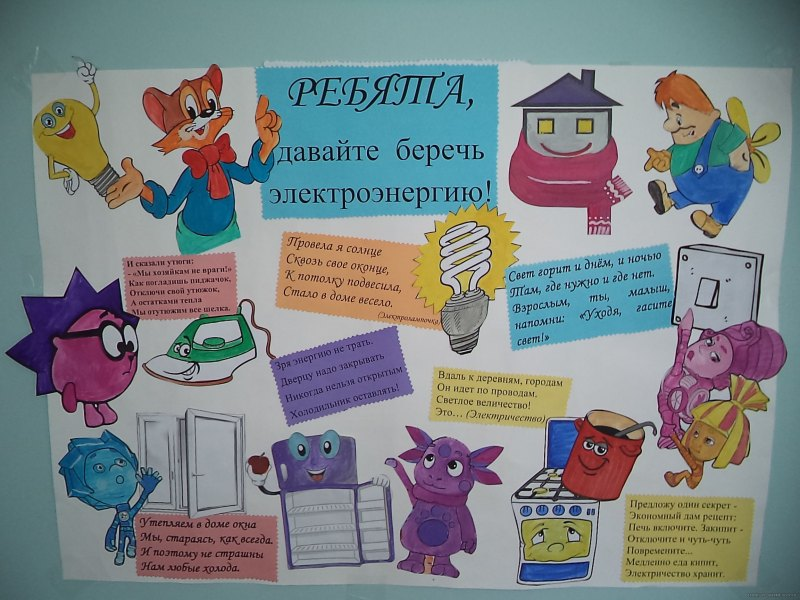 РЕБЯТА,
давайте беречь
электроэнергию!
И сказали утюги:
- «Мы хозяйкам не враги!»
Как погладишь пиджачок,
Отключи свой утюжок,
А остатками тепла
Мы отутюжим все шелка.
Провела я солнце
Сквозь свое оконце,
К потолку подвесила,
Стало в доме весело.
(Электролампочка)
Свет горит и днём, и ночью
Там, где нужно и где нет.
Взрослым, ты, малыш,
напомни: «Уходя, гасите
свет!»
Зря энергию не трать.
Дверцу надо закрывать
Никогда нельзя открытым
Холодильник оставлять!
Вдаль к деревням, городам
Он идет по проводам.
Светлое величество!
Это… (Электричество)
Утепляем в доме окна
Мы, стараясь, как всегда.
И поэтому не страшны
Нам любые холода.
Предложу один секрет -
Экономный дам рецепт:
Печь включите. Закипит -
Отключите и чуть-чуть
Повремените...
Медленно еда кипит,
Электричество хранит.